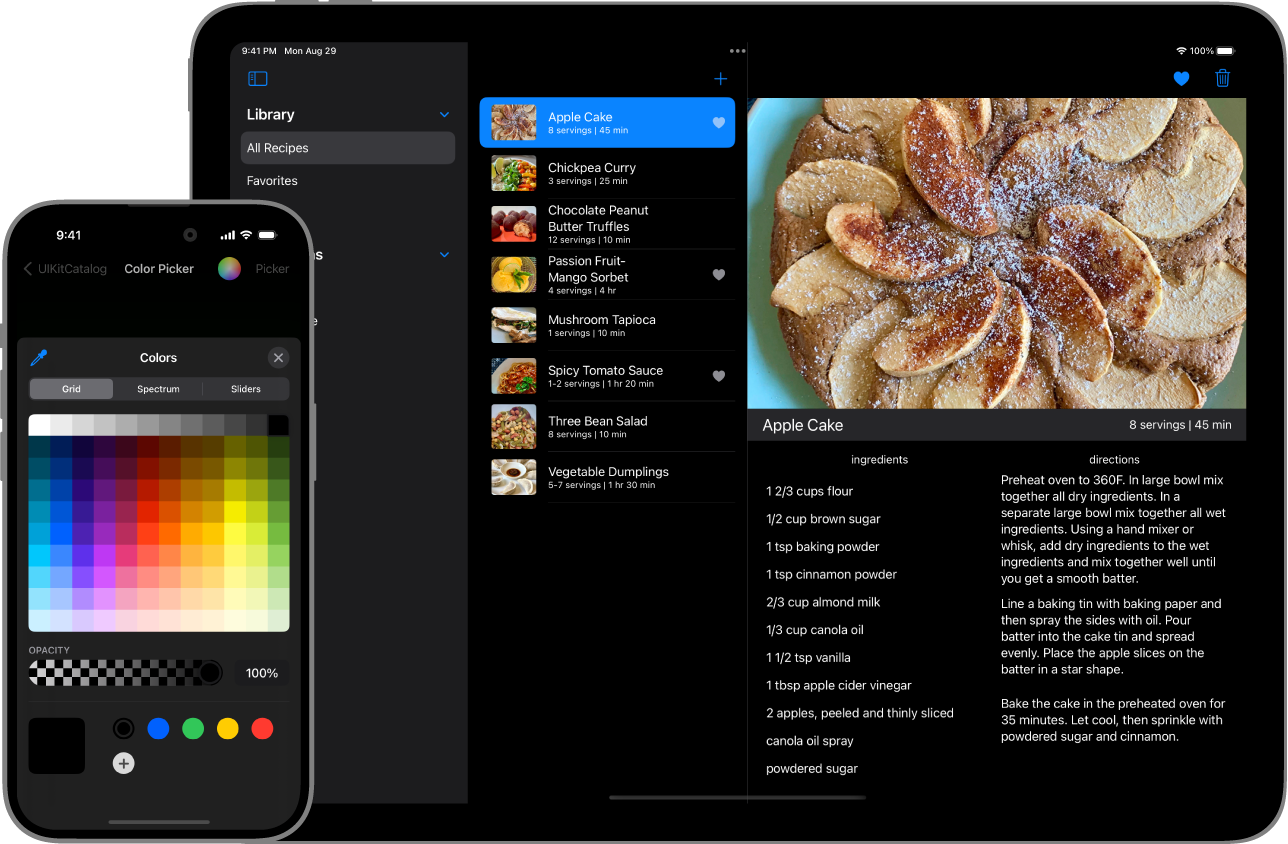 9:41 PM Mon Aug 29
100%
Library
All Recipes
Favorites
Apple Cake
8 servings | 45 min
Chickpea Curry
3 servings | 25 min
Chocolate Peanut
Butter Truffles
12 servings | 10 min
Passion Fruit-
Mango Sorbet
4 servings | 4 hr
Mushroom Tapioca
1 servings | 10 min
Spicy Tomato Sauce
1-2 servings | 1 hr 20 min
Three Bean Salad
8 servings | 10 min
Vegetable Dumplings
5-7 servings | 1 hr 30 min
Apple Cake
8 servings | 45 min
ingredients
1 2/3 cups flour
1/2 cup brown sugar
1 tsp baking powder
1 tsp cinnamon powder
2/3 cup almond milk
1/3 cup canola oil
1 1/2 tsp vanilla
1 tbsp apple cider vinegar
2 apples, peeled and thinly sliced
canola oil spray
powdered sugar
directions
Preheat oven to 360F. In large bowl mix
together all dry ingredients. In a
separate large bowl mix together all wet
ingredients. Using a hand mixer or
whisk, add dry ingredients to the wet
ingredients and mix together well until
you get a smooth batter.
Line a baking tin with baking paper and
then spray the sides with oil. Pour
batter into the cake tin and spread
evenly. Place the apple slices on the
batter in a star shape.
Bake the cake in the preheated oven for
35 minutes. Let cool, then sprinkle with
powdered sugar and cinnamon.
9:41
UIKitCatalog
Color Picker
Picker
Colors
Grid
Spectrum
Sliders
OPACITY
100%